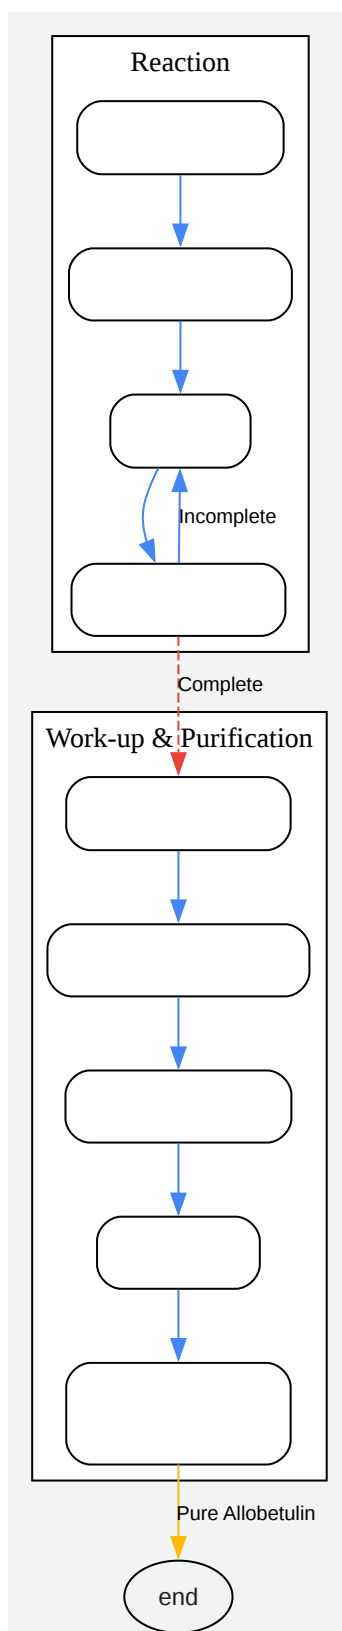 Reaction
Incomplete
Complete
Work-up & Purification
Pure Allobetulin
end